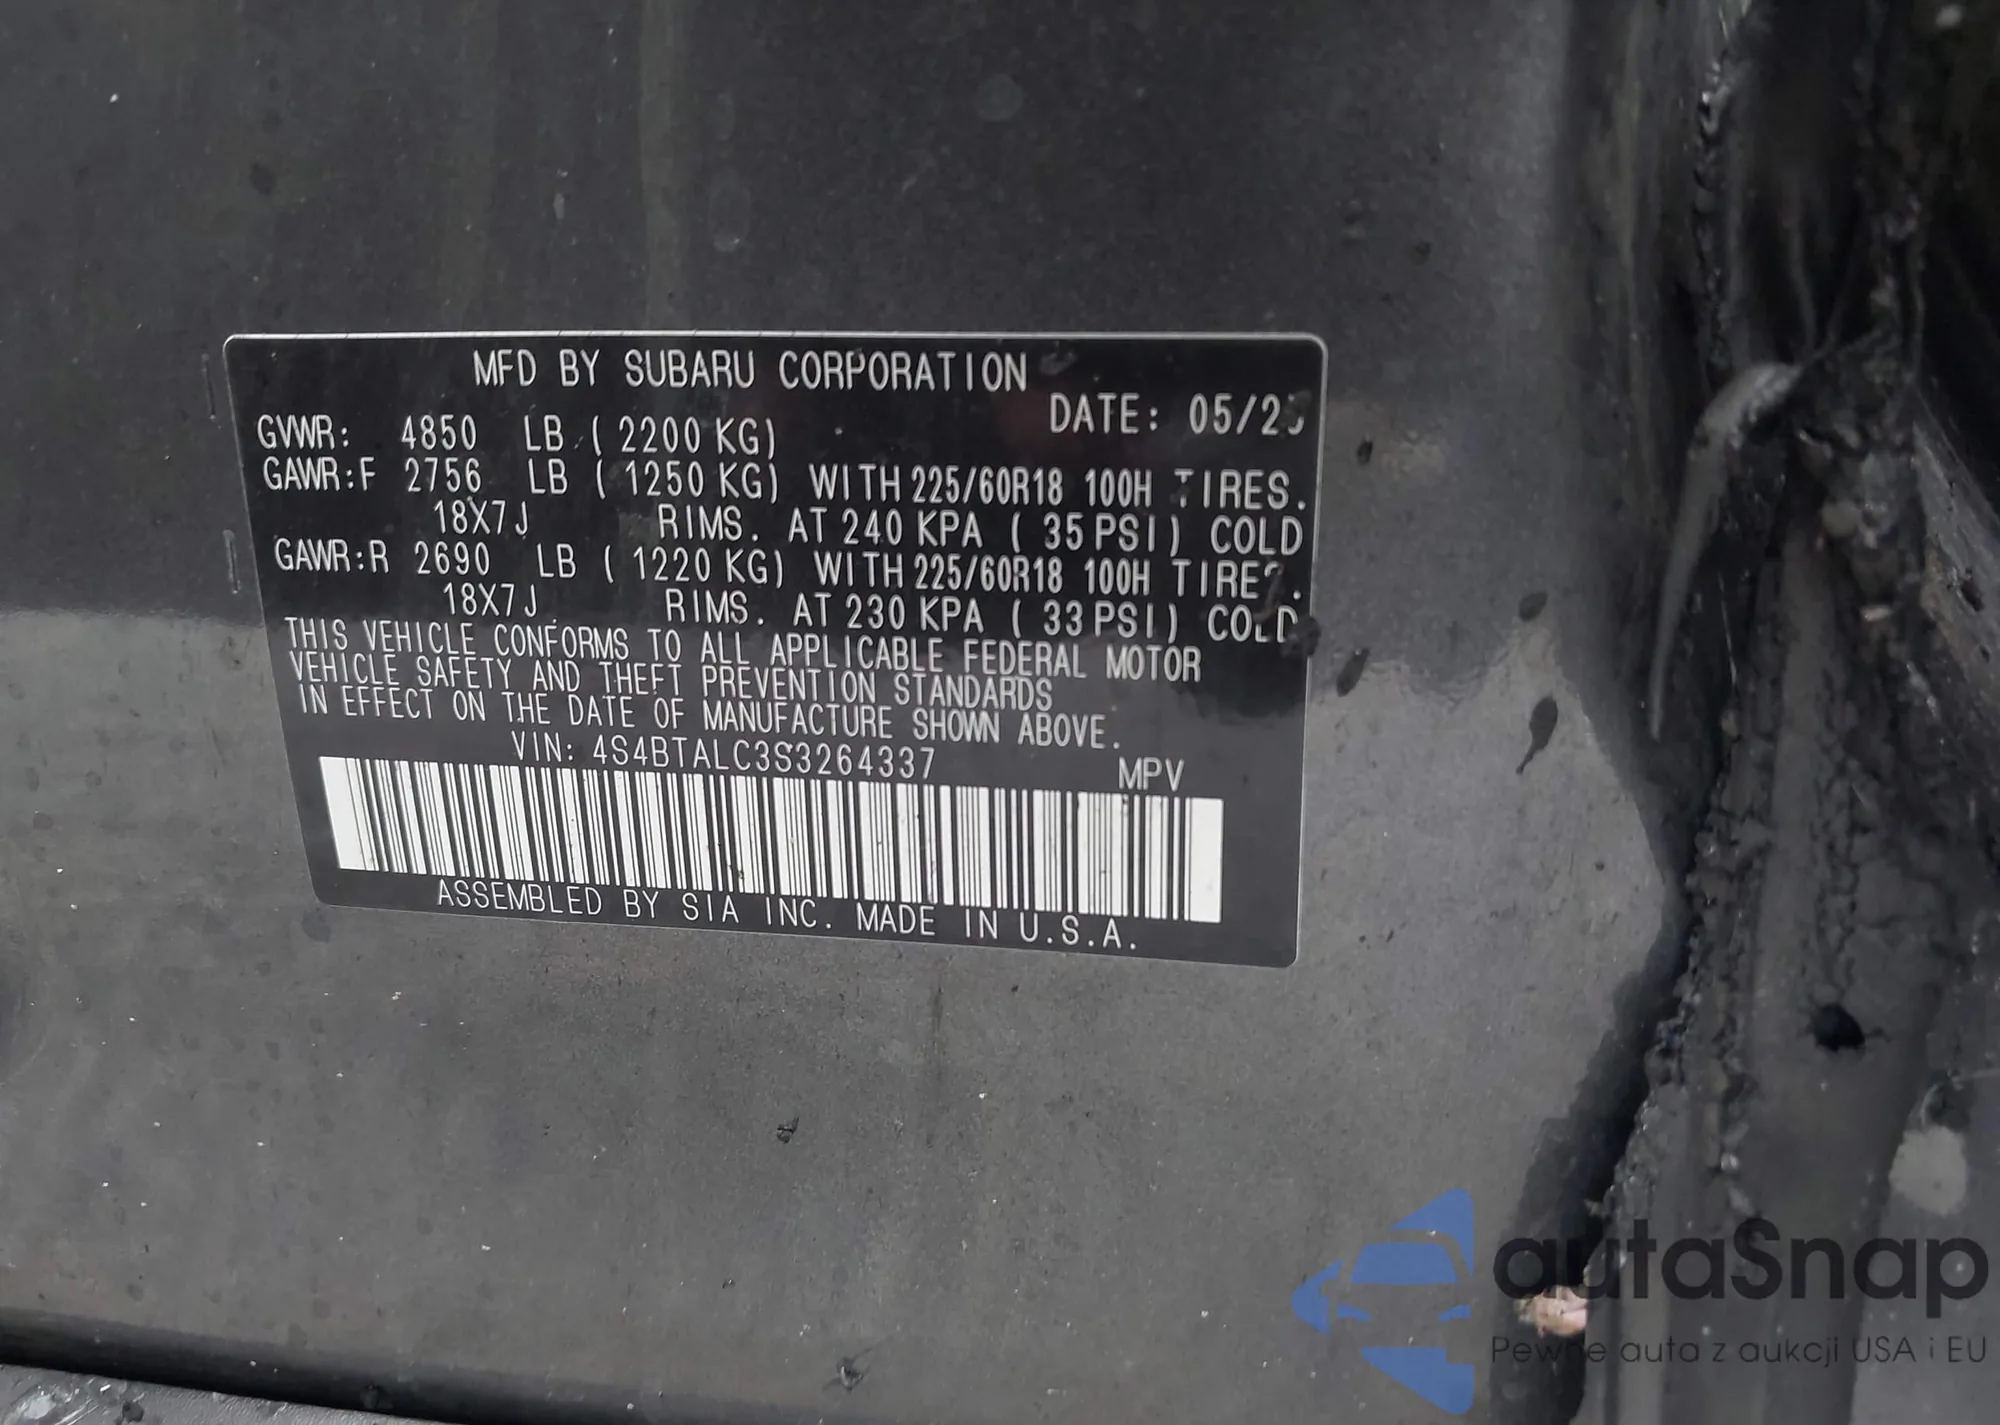 MFD BY SUBARU CORPORATION
DATE:
GVWR: 4850 LB (2200 KG)
GAWR:F 2756 LB (1250 KG) WITH 225/60R18 100H TIRES.
18X7J RIMS. AT 240 KPA (35 PSI) COLD
GAWR:R 2690 LB (1220 KG) WITH 225/60R18 100H TIRES.
18X7J RIMS. AT 230 KPA (33 PSI) COLD
THIS VEHICLE CONFORMS TO ALL APPLICABLE FEDERAL MOTOR
VEHICLE SAFETY AND THEFT PREVENTION STANDARDS
IN EFFECT ON THE DATE OF MANUFACTURE SHOWN ABOVE.
VIN: 4S4BTALC3S3264337 MPV
ASSEMBLED BY SIA INC. MADE IN U.S.A.
autaSnap
Pewne auta z aukcji USA i EU